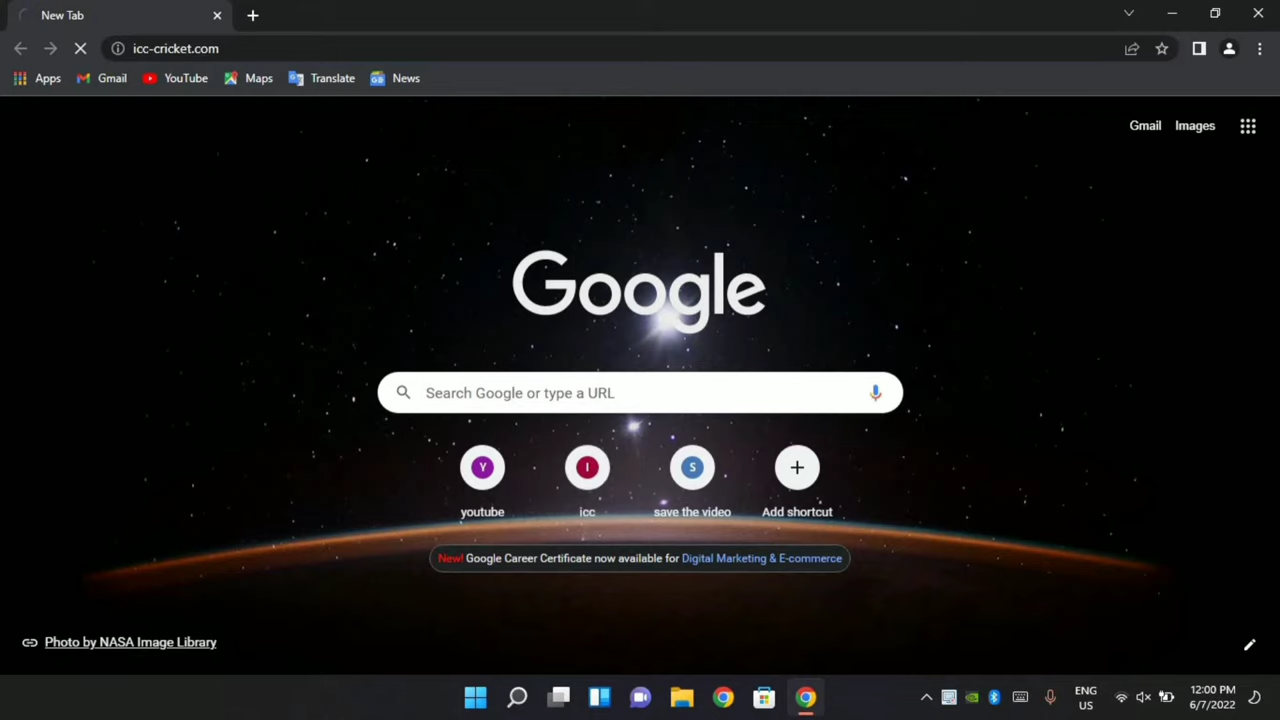 New Tab
icc-cricket.com
Apps Gmail YouTube Maps Translate News
Gmail Images
Google
Search Google or type a URL
Y I S
youtube icc save the video Add shortcut
New! Google Career Certificate now available for Digital Marketing & E-commerce
Photo by NASA Image Library
ENG
US
12:00 PM
6/7/2022